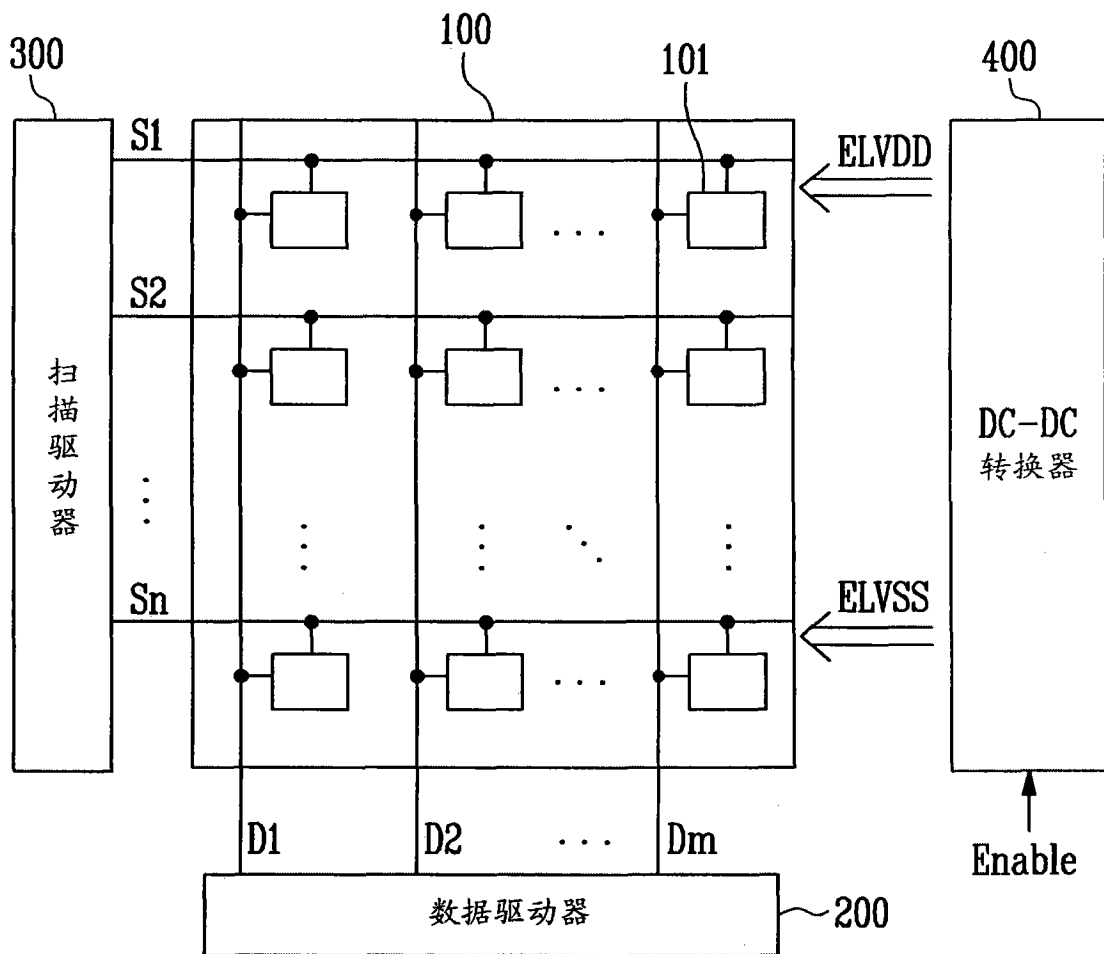 300
100
101
400
S1
ELVDD
S2
扫描驱动器
DC-DC
转换器
Sn
ELVSS
D1
D2
Dm
Enable
数据驱动器
200